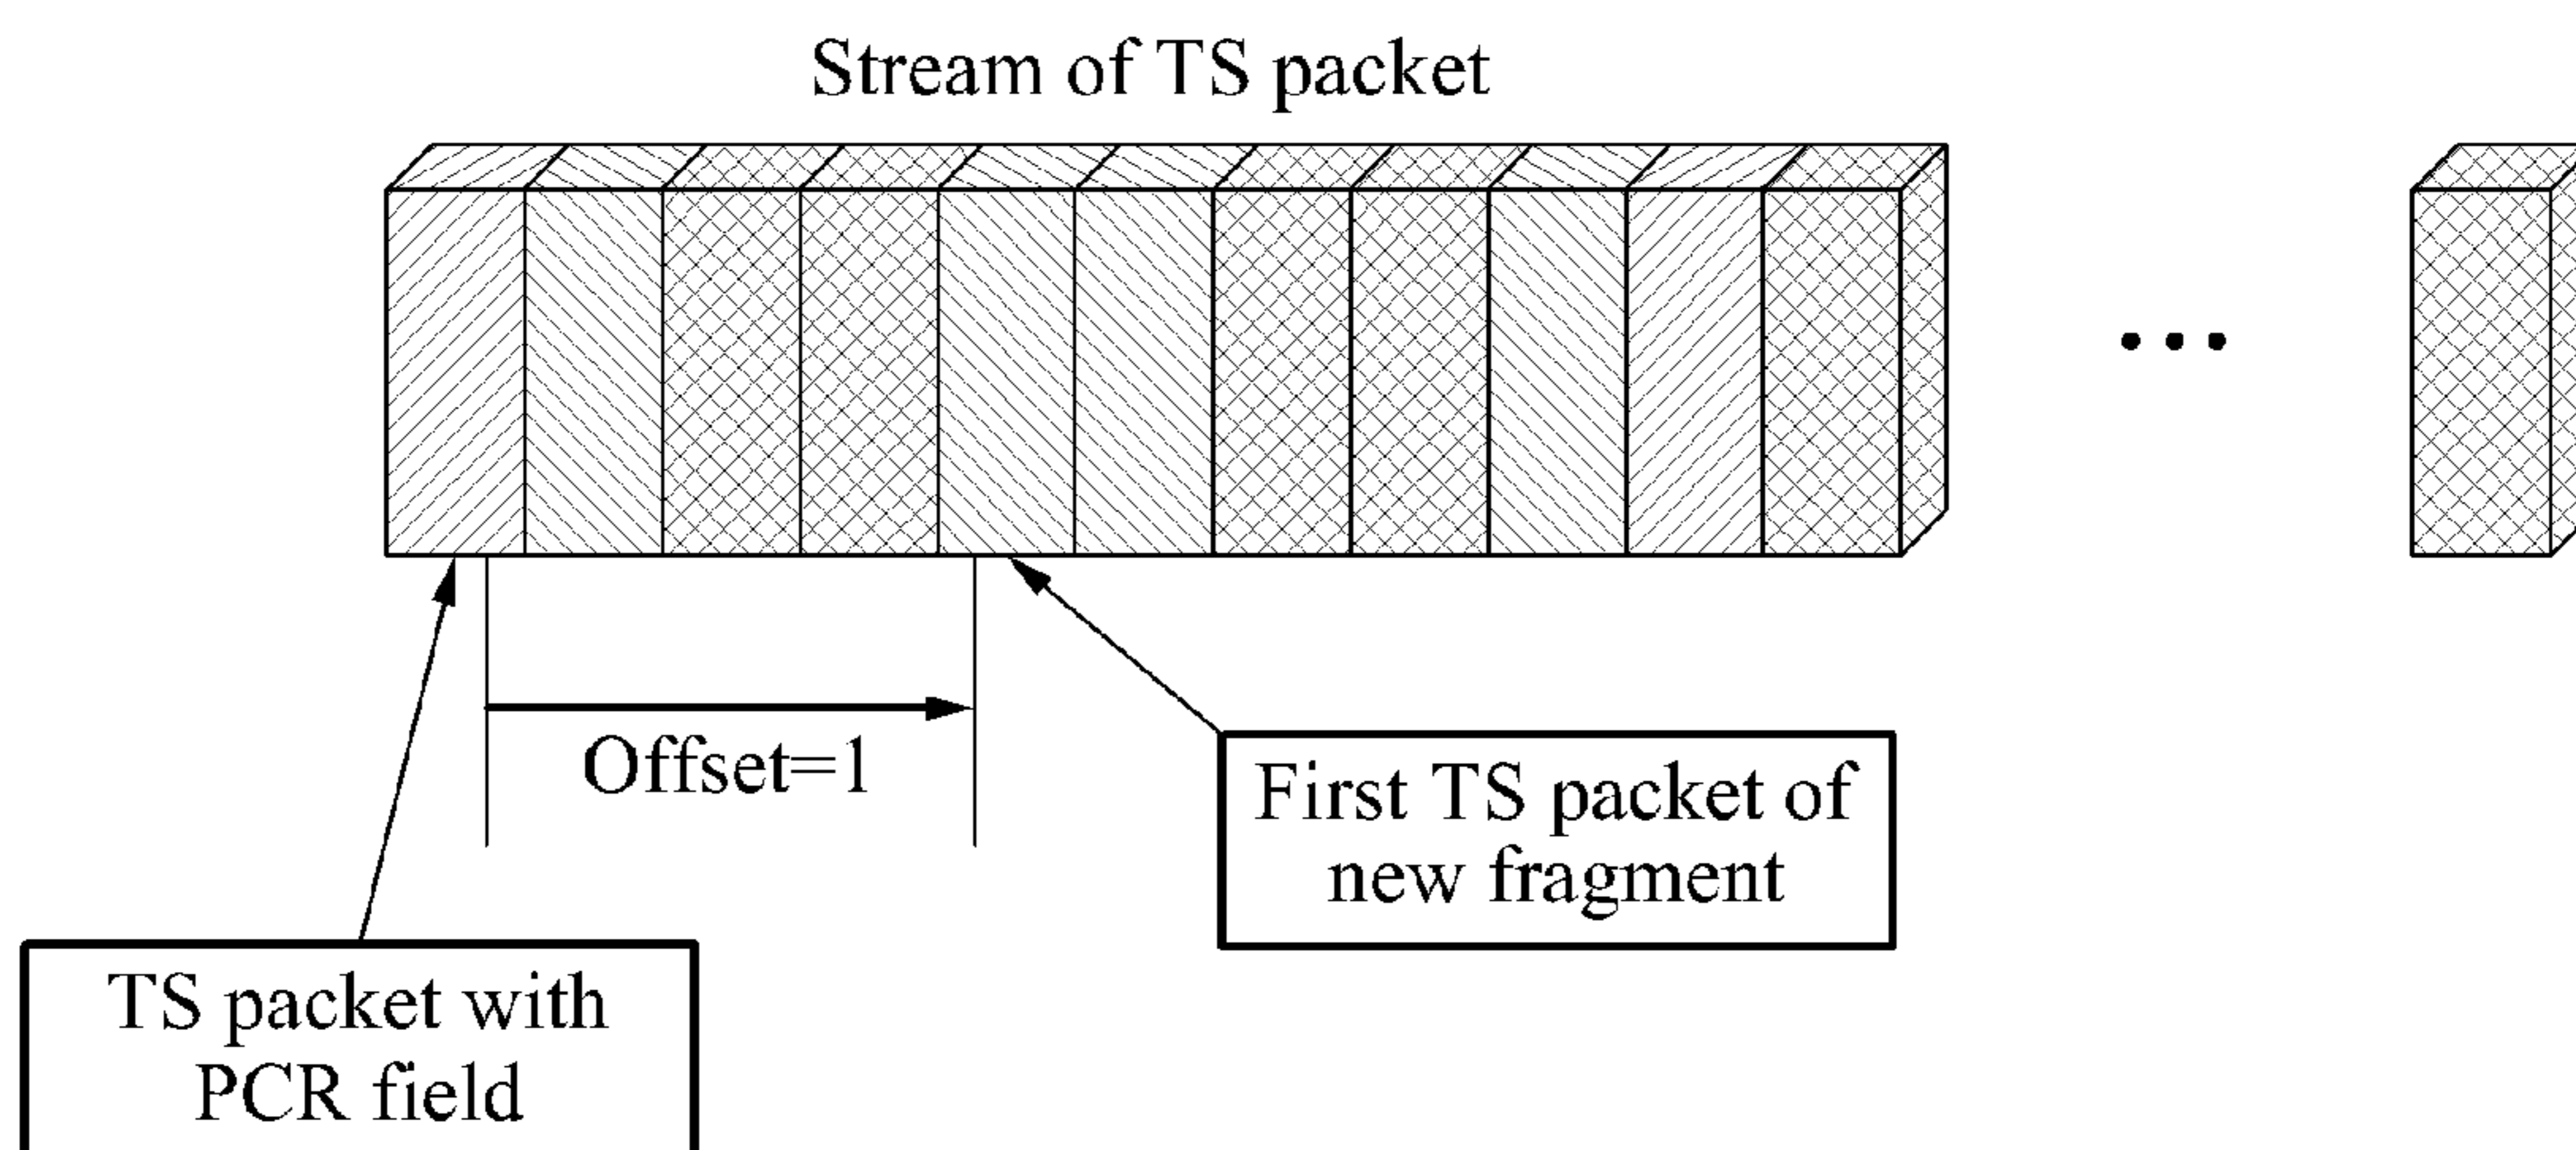 Stream of TS packet
Offset=1
First TS packet of
new fragment
TS packet with
PCR field